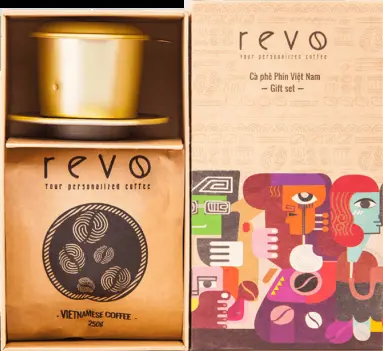 revo
Your personalized coffee
- VIETNAMESE COFFEE -
250g
revo
Your personalized coffee
Cà phê Phin Việt Nam
— Gift set —